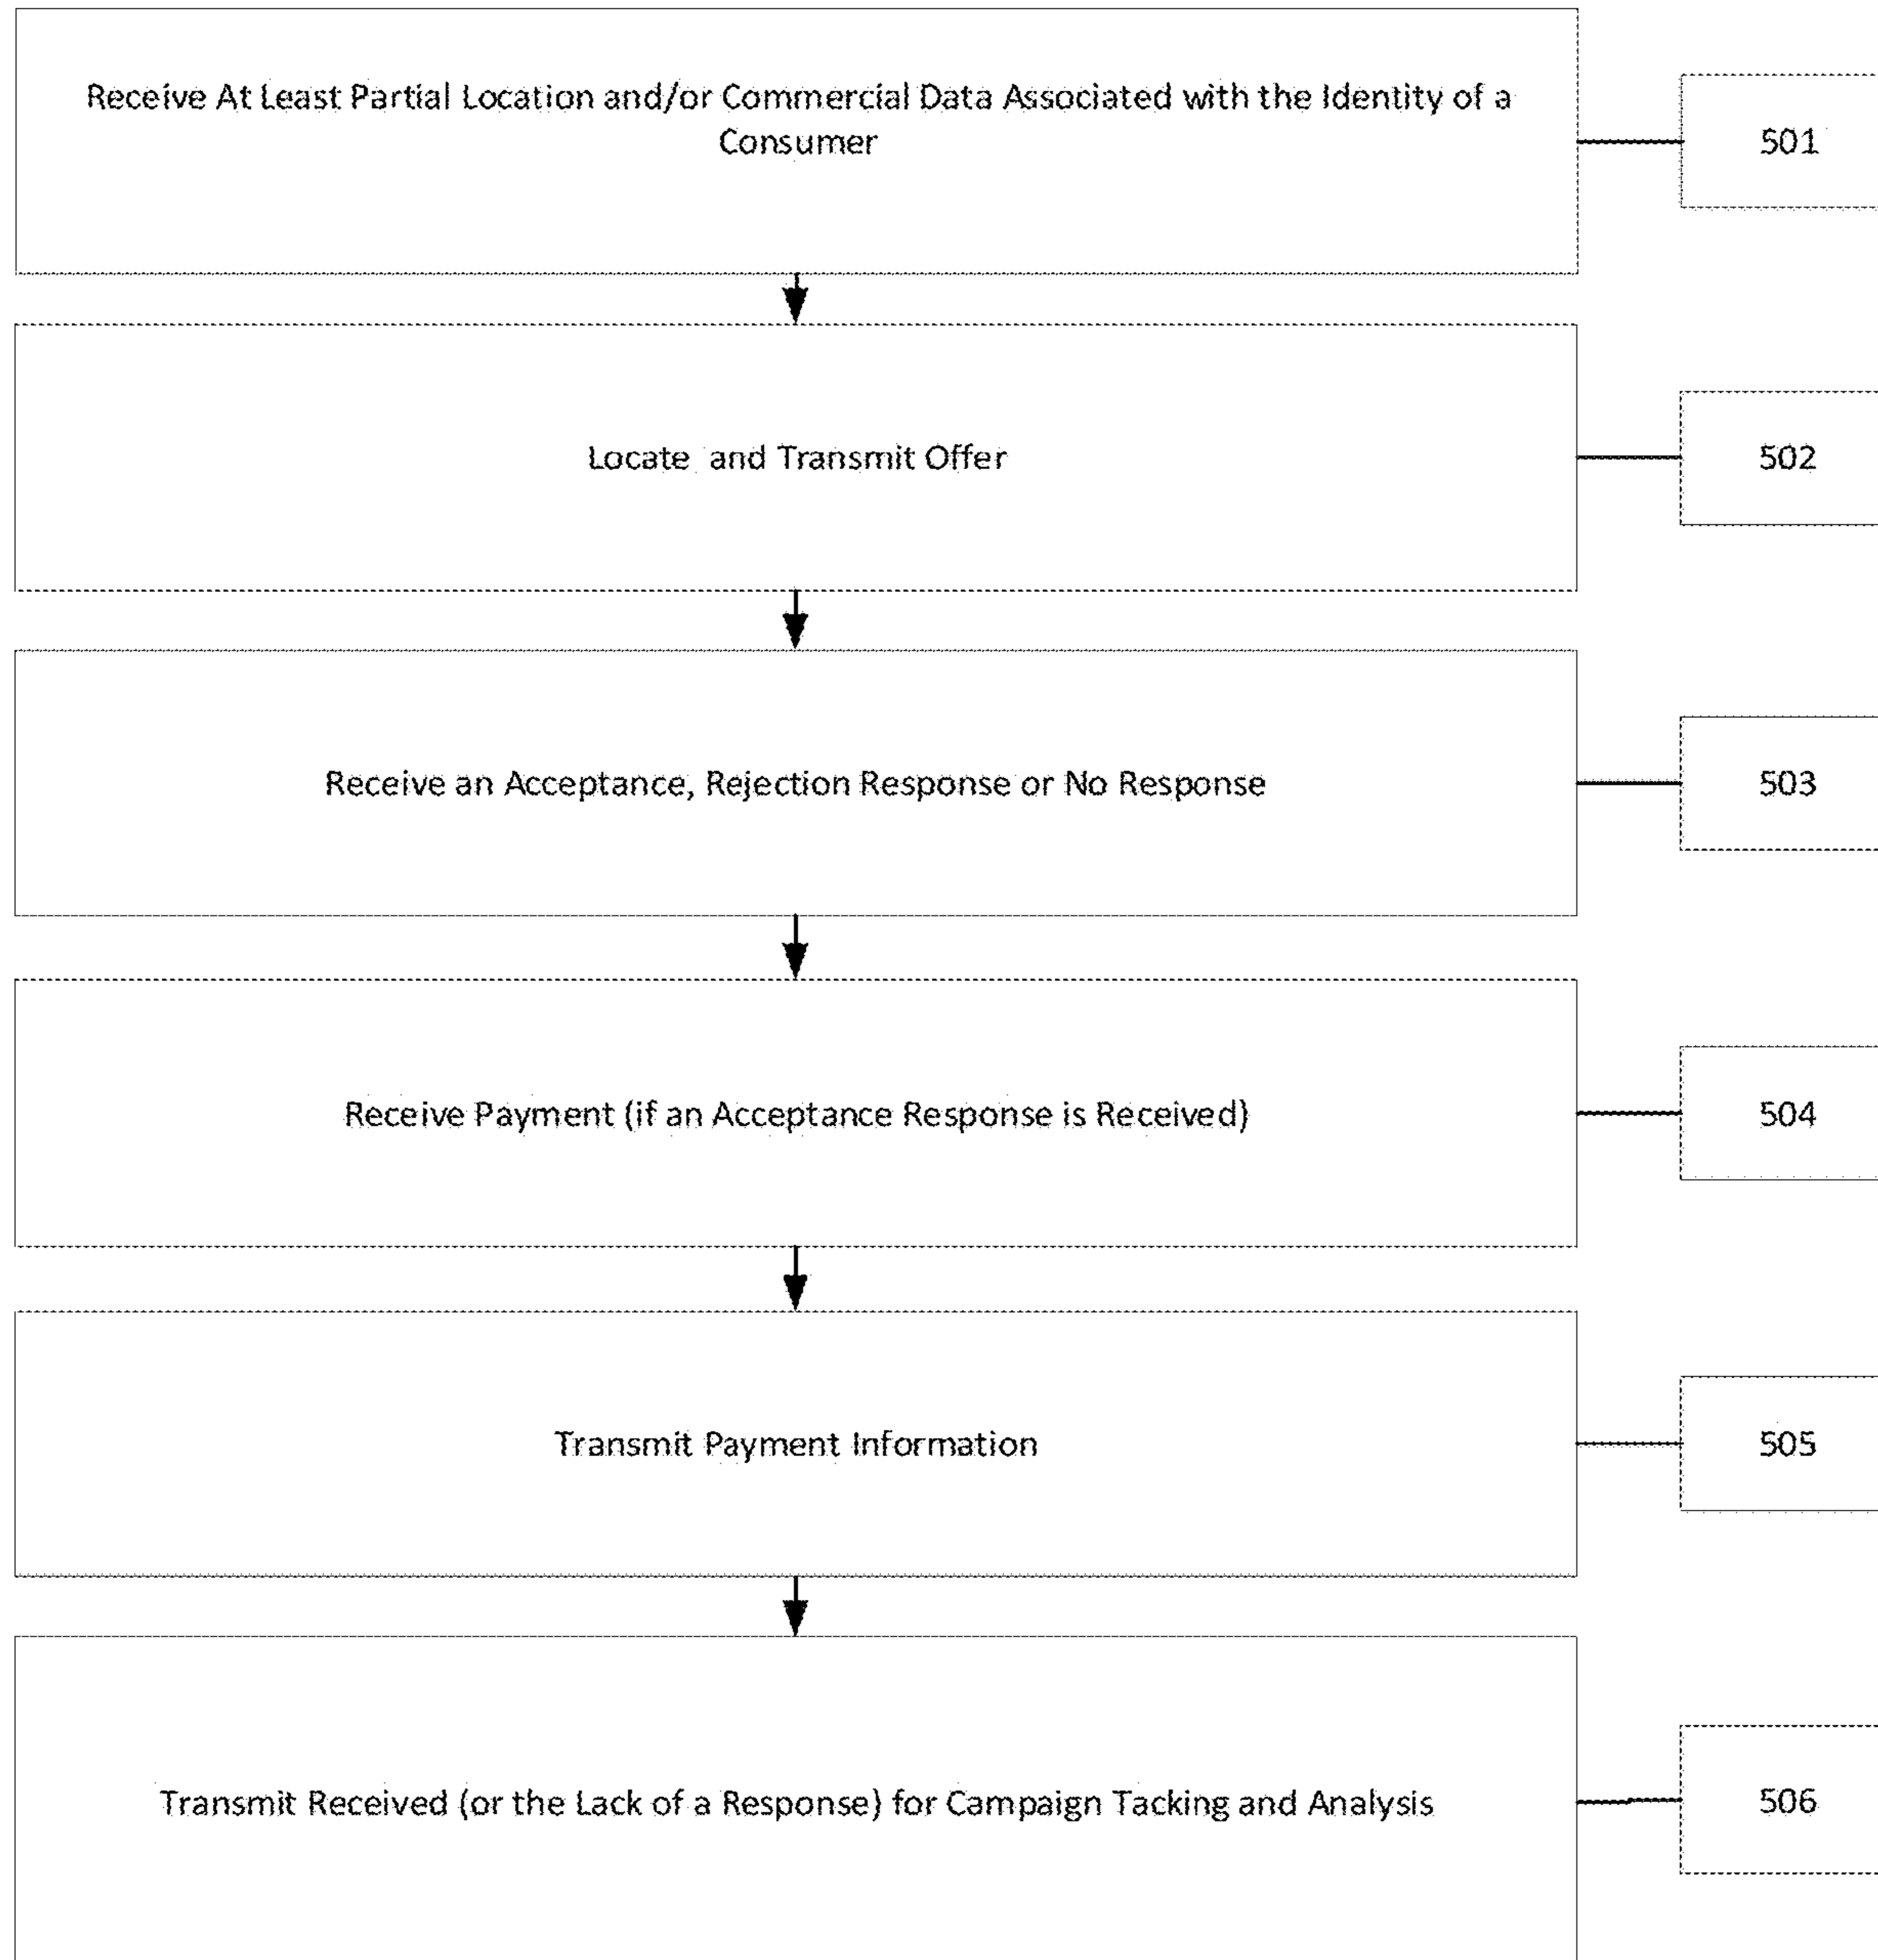 Receive At Least Partial Location and/or Commercial Data Associated with the Identity of a
Consumer
501
Locate and Transmit Offer
502
Receive an Acceptance, Rejection Response or No Response
503
Receive Payment (if an Acceptance Response is Received)
504
Transmit Payment Information
505
Transmit Received (or the Lack of a Response) for Campaign Tacking and Analysis
506